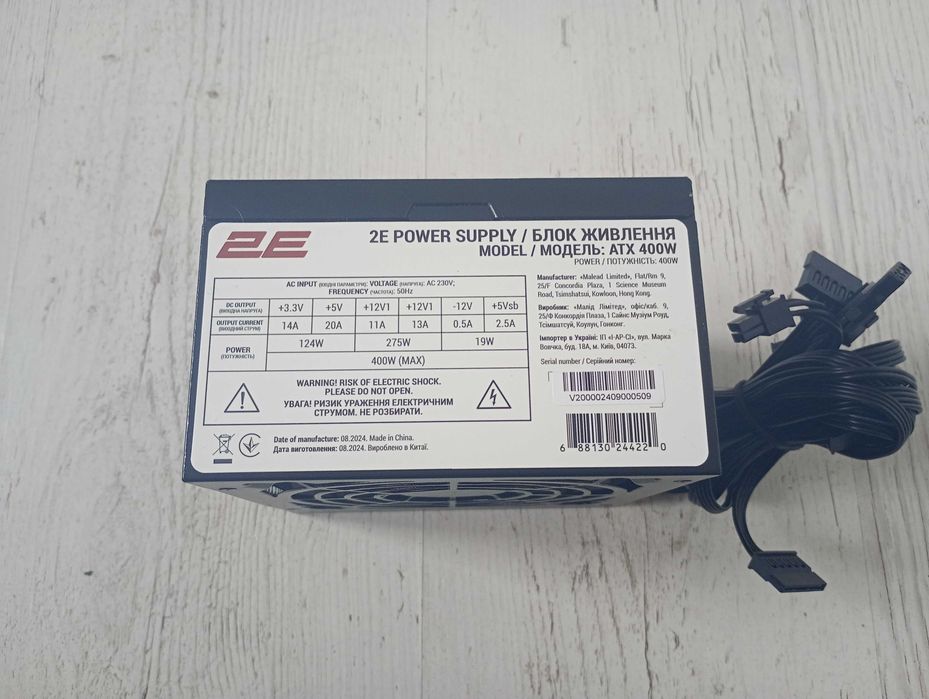 2E
2E POWER SUPPLY / БЛОК ЖИВЛЕННЯ
MODEL / МОДЕЛЬ: ATX 400W
POWER / ПОТУЖНІСТЬ: 400W
AC INPUT (ВХІДНІ ПАРАМЕТРИ): VOLTAGE (НАПРУГА): AC 230V;
FREQUENCY (ЧАСТОТА): 50Hz
DC OUTPUT +3.3V +5V +12V1 +12V1 -12V +5Vsb
(ВИХІДНА НАПРУГА)
OUTPUT CURRENT 14A 20A 11A 13A 0.5A 2.5A
(ВИХІДНИЙ СТРУМ)
POWER 124W 275W 19W
(ПОТУЖНІСТЬ) 400W (MAX)
WARNING! RISK OF ELECTRIC SHOCK.
PLEASE DO NOT OPEN.
УВАГА! РИЗИК УРАЖЕННЯ ЕЛЕКТРИЧНИМ
СТРУМОМ. НЕ РОЗБИРАТИ.
Date of manufacture: 08.2024. Made in China.
Дата виготовлення: 08.2024. Вироблено в Китаї.
Manufacturer: «Malead Limited», Flat/Rm 9,
25/F Concordia Plaza, 1 Science Museum
Road, Tsimshatsui, Kowloon, Hong Kong.
Виробник: «Малід Лімітед», офіс/каб. 9,
25/Ф Конкордія Плаза, 1 Сайнс Музіум Роуд,
Тсімшатсуй, Коулун, Гонконг.
Імпортер в Україні: ІП «І-АР-СІ», вул. Марка
Вовчка, буд. 18А, м. Київ, 04073.
Serial number / Серійний номер:
V200002409000509
6 88130 24422 0